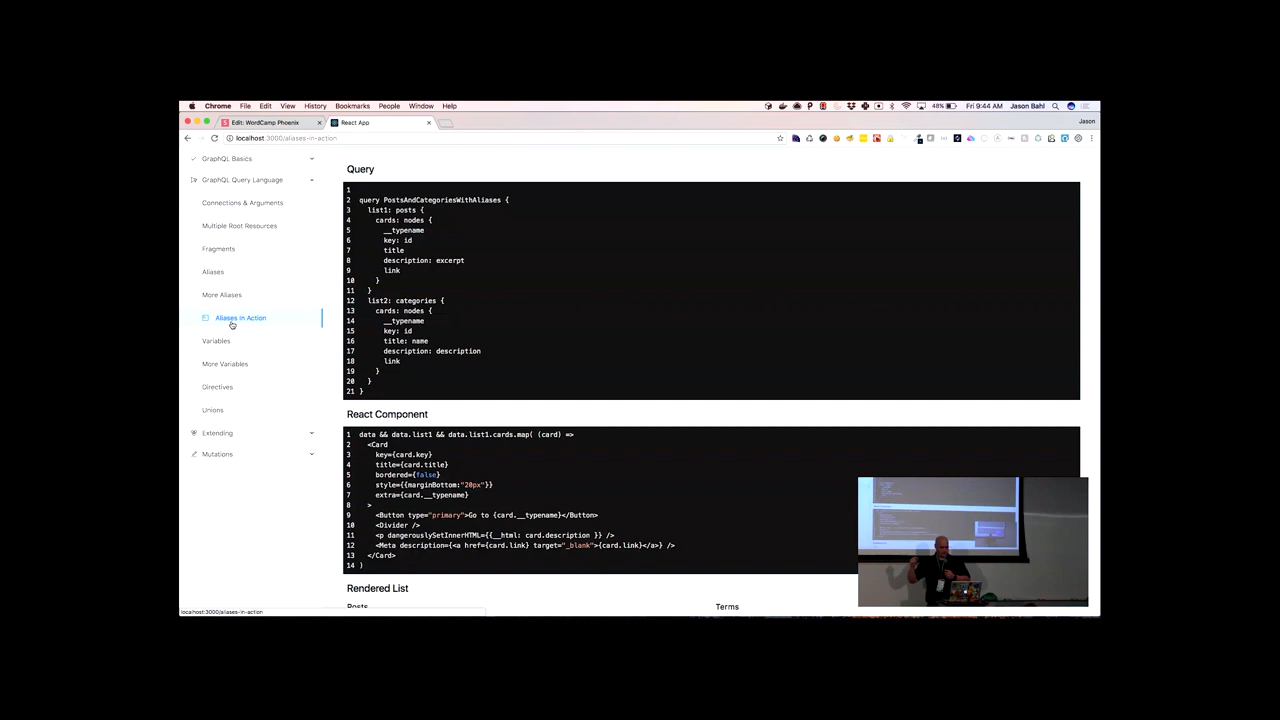 Chrome File Edit View History Bookmarks People Window Help 48% Fri 9:44 AM Jason Bahl
Edit: WordCamp Phoenix × React App × Jason
localhost:3000/aliases-in-action
GraphQL Basics
GraphQL Query Language
Connections & Arguments
Multiple Root Resources
Fragments
Aliases
More Aliases
Aliases In Action
Variables
More Variables
Directives
Unions
Extending
Mutations
Query
1
2 query PostsAndCategoriesWithAliases {
3 list1: posts {
4 cards: nodes {
5 __typename
6 key: id
7 title
8 description: excerpt
9 link
10 }
11 }
12 list2: categories {
13 cards: nodes {
14 __typename
15 key: id
16 title: name
17 description: description
18 link
19 }
20 }
21 }
React Component
1 data && data.list1 && data.list1.cards.map( (card) =>
2 <Card
3 key={card.key}
4 title={card.title}
5 bordered={false}
6 style={{marginBottom:"20px"}}
7 extra={card.__typename}
8 >
9 <Button type="primary">Go to {card.__typename}</Button>
10 <Divider />
11 <p dangerouslySetInnerHTML={{__html: card.description }} />
12 <Meta description={<a href={card.link} target="_blank">{card.link}</a>} />
13 </Card>
14 )
Rendered List
Posts Terms
localhost:3000/aliases-in-action